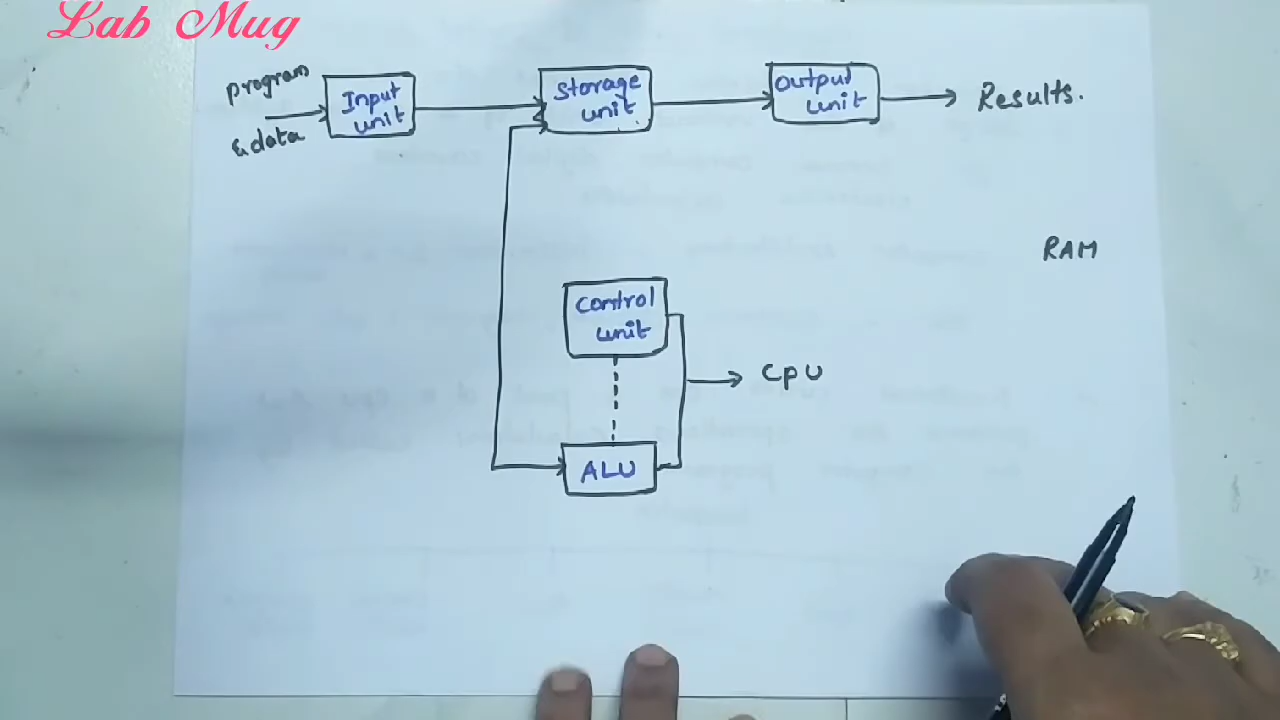 Lab Mug
program
& data
Input
unit
Storage
unit
Output
unit
Results.
RAM
Control
unit
CPU
ALU